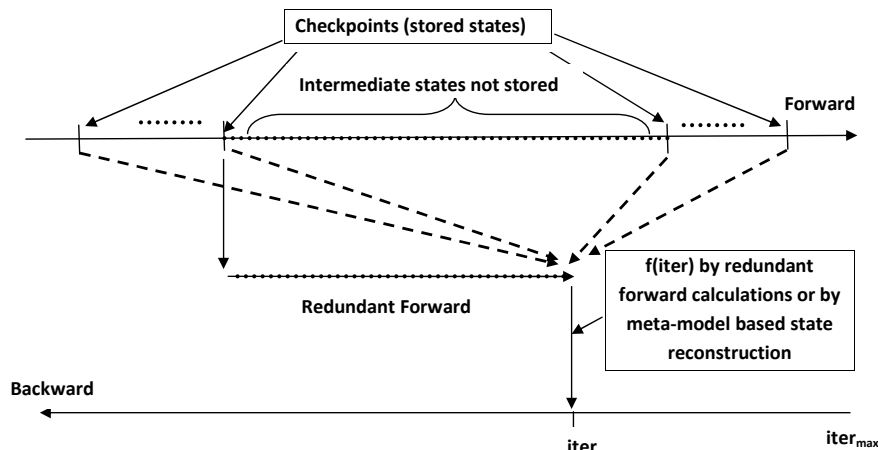 Checkpoints (stored states)
Intermediate states not stored
Forward
f(iter) by redundant
forward calculations or by
meta-model based state
reconstruction
Redundant Forward
Backward
iter
iter_max